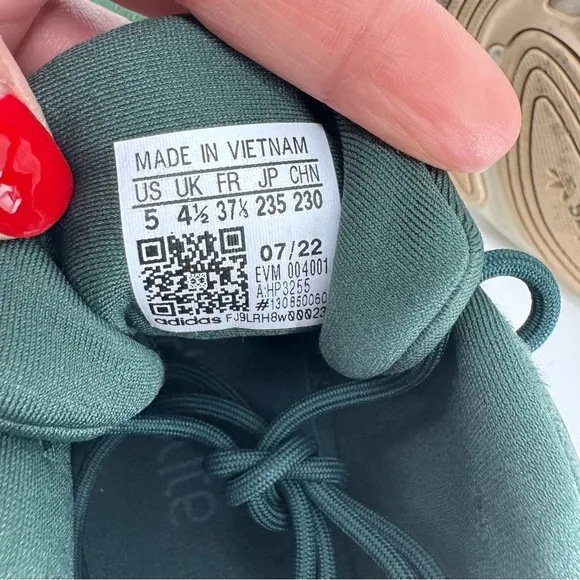 MADE IN VIETNAM
US UK FR JP CHN
5 4½ 37⅓ 235 230
07/22
EVM 004001
A:HP3255
#130850060
adidas FJ9LRH8W00023
lite